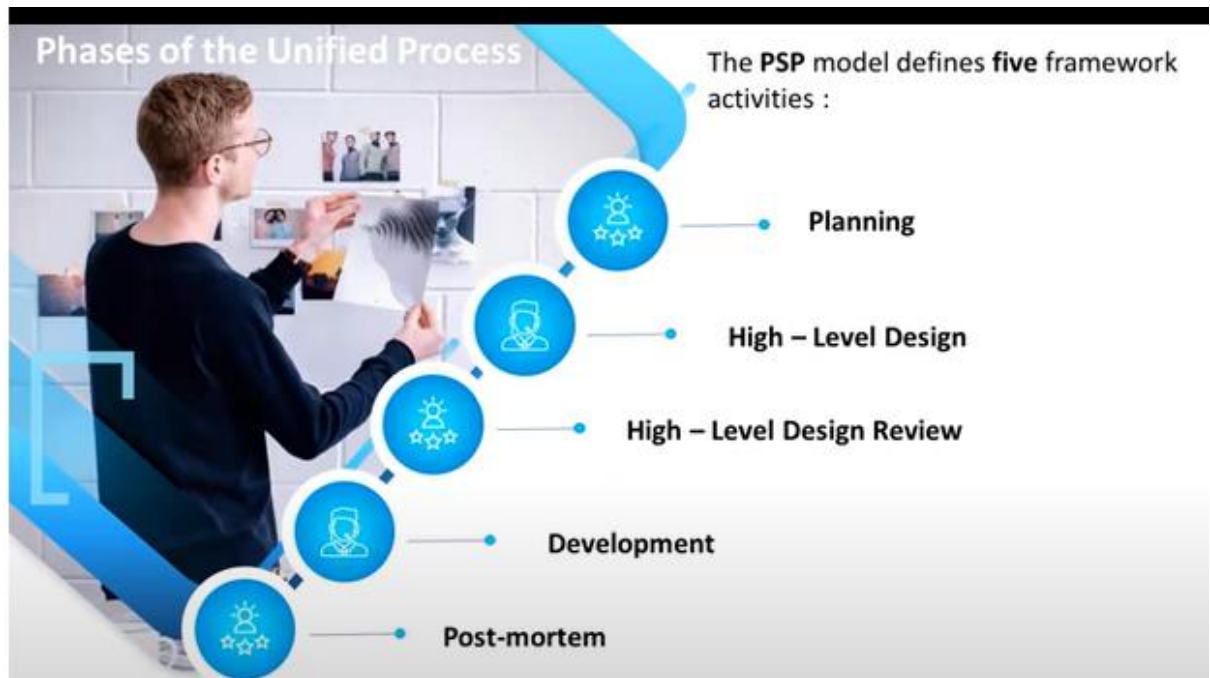 Phases of the Unified Process
The PSP model defines five framework
activities :
Planning
High – Level Design
High – Level Design Review
Development
Post-mortem